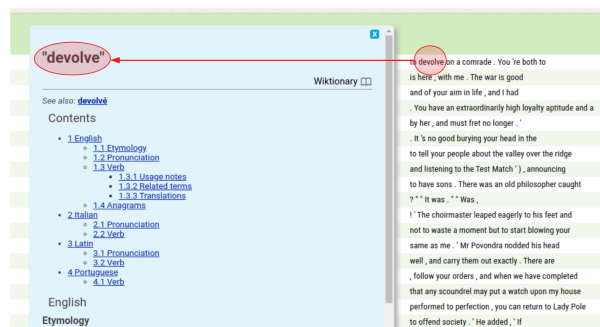 X
"devolve"
Wiktionary
See also: devolvé
Contents
1 English
1.1 Etymology
1.2 Pronunciation
1.3 Verb
1.3.1 Usage notes
1.3.2 Related terms
1.3.3 Translations
1.4 Anagrams
2 Italian
2.1 Pronunciation
2.2 Verb
3 Latin
3.1 Pronunciation
3.2 Verb
4 Portuguese
4.1 Verb
English
Etymology
to devolve on a comrade . You 're both to
is here , with me . The war is good
and of your aim in life , and I had
. You have an extraordinarily high loyalty aptitude and a
by her , and must fret no longer . '
. It 's no good burying your head in the
to tell your people about the valley over the ridge
and listening to the Test Match ' ) , announcing
to have sons . There was an old philosopher caught
? " " It was . " " Was ,
! ' The choirmaster leaped eagerly to his feet and
not to waste a moment but to start blowing your
same as me . ' Mr Povondra nodded his head
well , and carry them out exactly . There are
, follow your orders , and when we have completed
that any scoundrel may put a watch upon my house
performed to perfection , you can return to Lady Pole
to offend society . ' He added , ' If